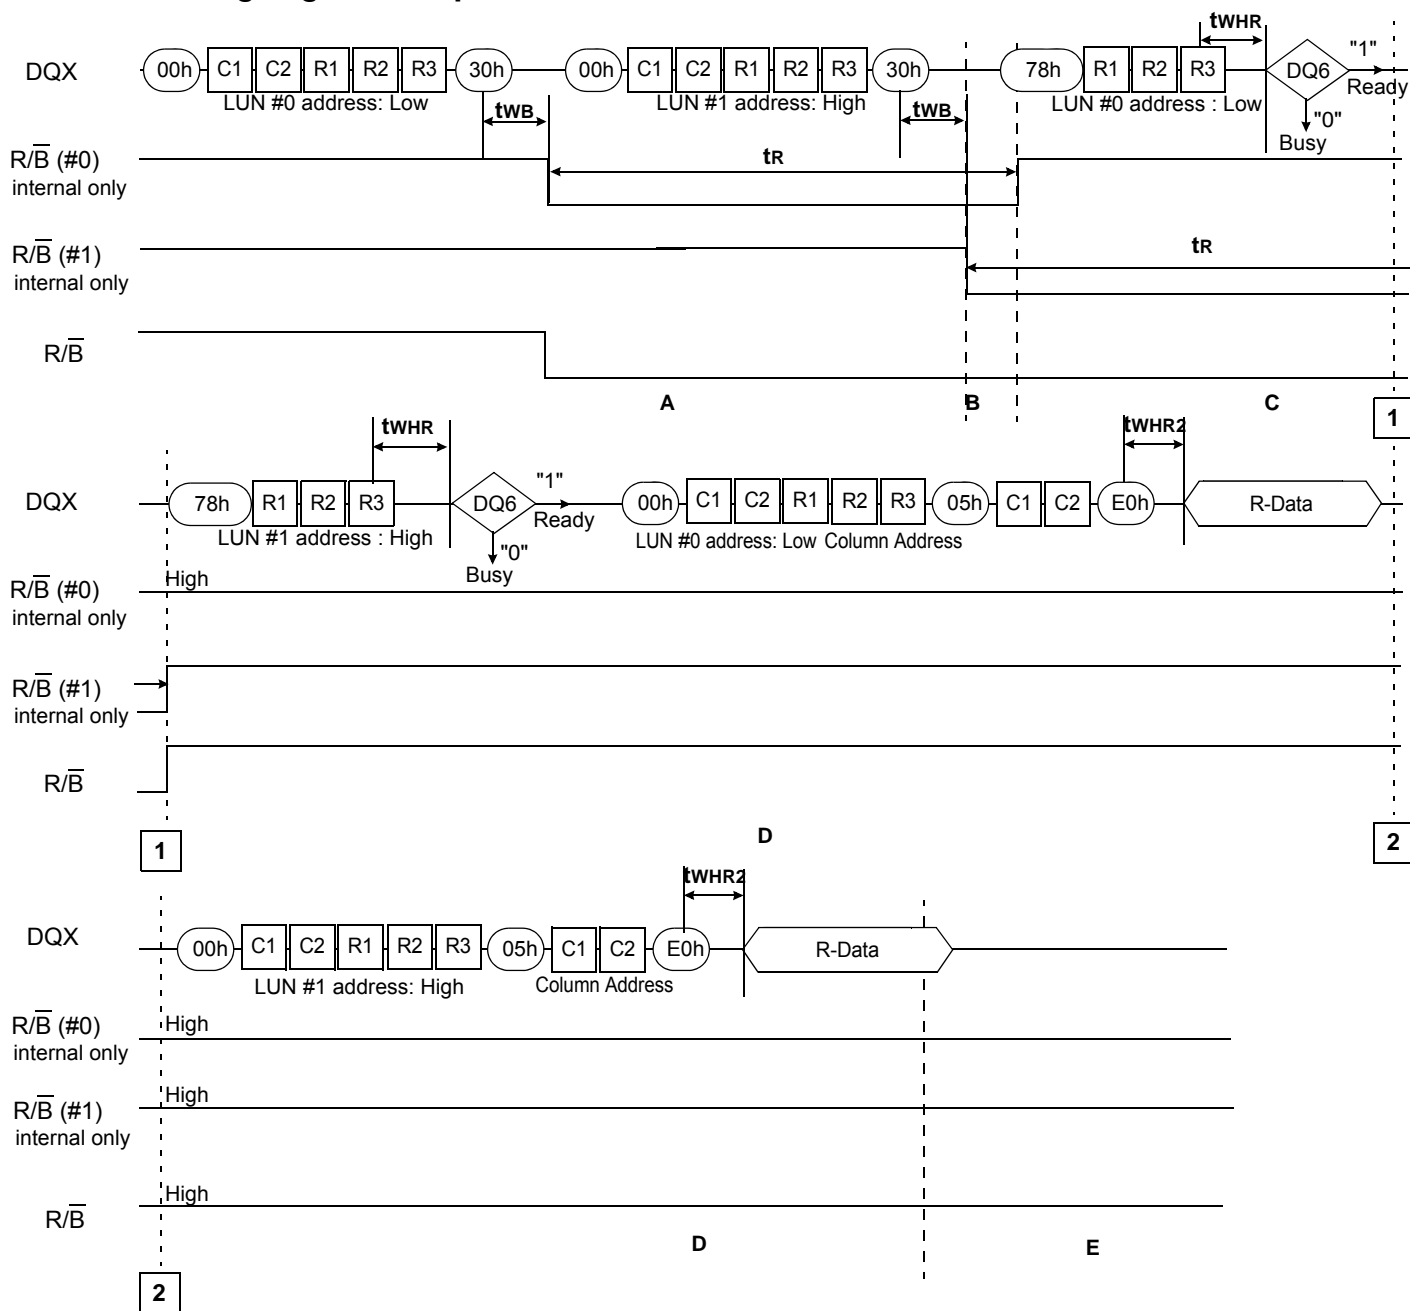 tWHR
DQX 00h C1 C2 R1 R2 R3 30h 00h C1 C2 R1 R2 R3 30h 78h R1 R2 R3 DQ6 "1" Ready
LUN #0 address: Low LUN #1 address: High LUN #0 address : Low "0"
tWB tWB Busy
R/B̅ (#0) tR
internal only
R/B̅ (#1) tR
internal only
R/B̅
A B C 1
tWHR tWHR2
DQX 78h R1 R2 R3 DQ6 "1" Ready 00h C1 C2 R1 R2 R3 05h C1 C2 E0h R-Data
LUN #1 address : High "0" LUN #0 address: Low Column Address
Busy
R/B̅ (#0) High
internal only
R/B̅ (#1)
internal only
R/B̅
1 D 2
tWHR2
DQX 00h C1 C2 R1 R2 R3 05h C1 C2 E0h R-Data
LUN #1 address: High Column Address
R/B̅ (#0) High
internal only
R/B̅ (#1) High
internal only
R/B̅ High
D E
2